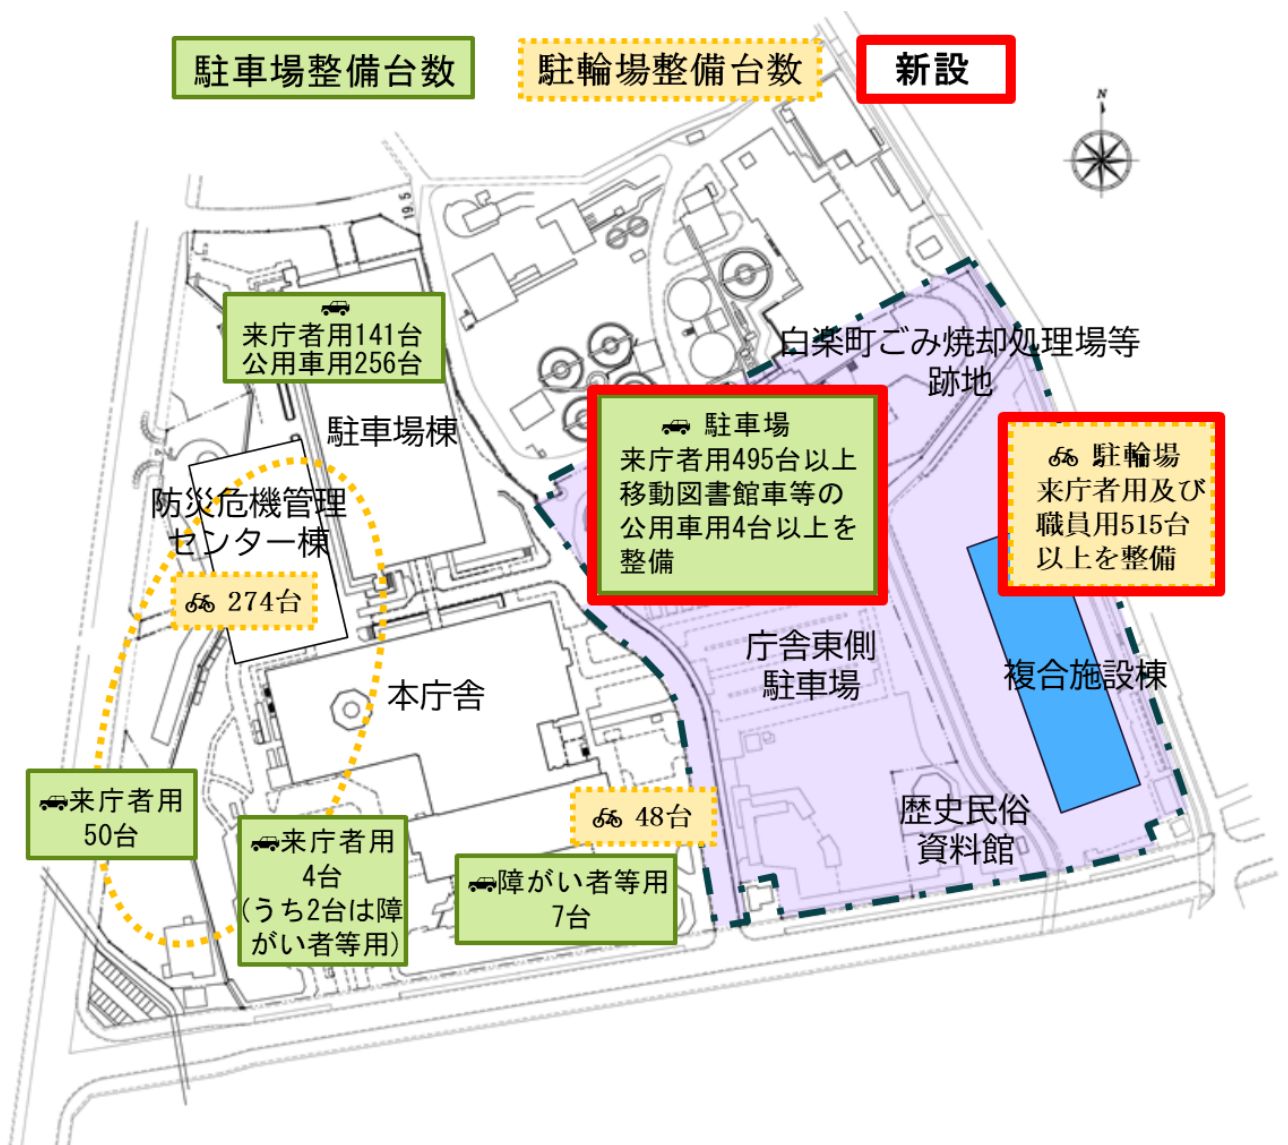 駐車場整備台数
駐輪場整備台数
新設
N
19.5
来庁者用141台
公用車用256台
駐車場棟
防災危機管理
センター棟
274台
本庁舎
来庁者用
50台
来庁者用
4台
(うち2台は障
がい者等用)
障がい者等用
7台
48台
白楽町ごみ焼却処理場等
跡地
駐車場
来庁者用495台以上
移動図書館車等の
公用車用4台以上を
整備
駐輪場
来庁者用及び
職員用515台
以上を整備
庁舎東側
駐車場
複合施設棟
歴史民俗
資料館